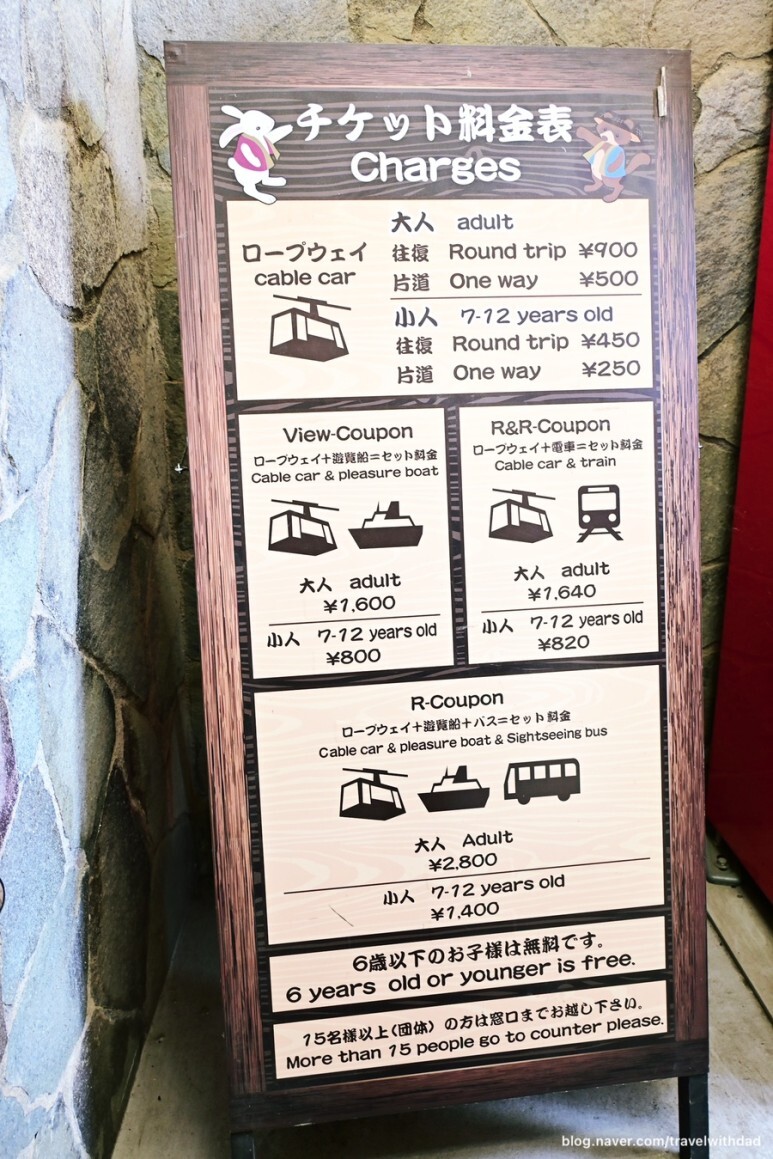 チケット料金表
Charges
ロープウェイ
cable car
大人 adult
往復 Round trip ¥900
片道 One way ¥500
小人 7-12 years old
往復 Round trip ¥450
片道 One way ¥250
View-Coupon
ロープウェイ+遊覧船=セット料金
Cable car & pleasure boat
大人 adult
¥1,600
小人 7-12 years old
¥800
R&R-Coupon
ロープウェイ+電車=セット料金
Cable car & train
大人 adult
¥1,640
小人 7-12 years old
¥820
R-Coupon
ロープウェイ+遊覧船+バス=セット料金
Cable car & pleasure boat & Sightseeing bus
大人 Adult
¥2,800
小人 7-12 years old
¥1,400
6歳以下のお子様は無料です。
6 years old or younger is free.
15名様以上(団体) の方は窓口までお越し下さい。
More than 15 people go to counter please.
blog.naver.com/travelwithdad